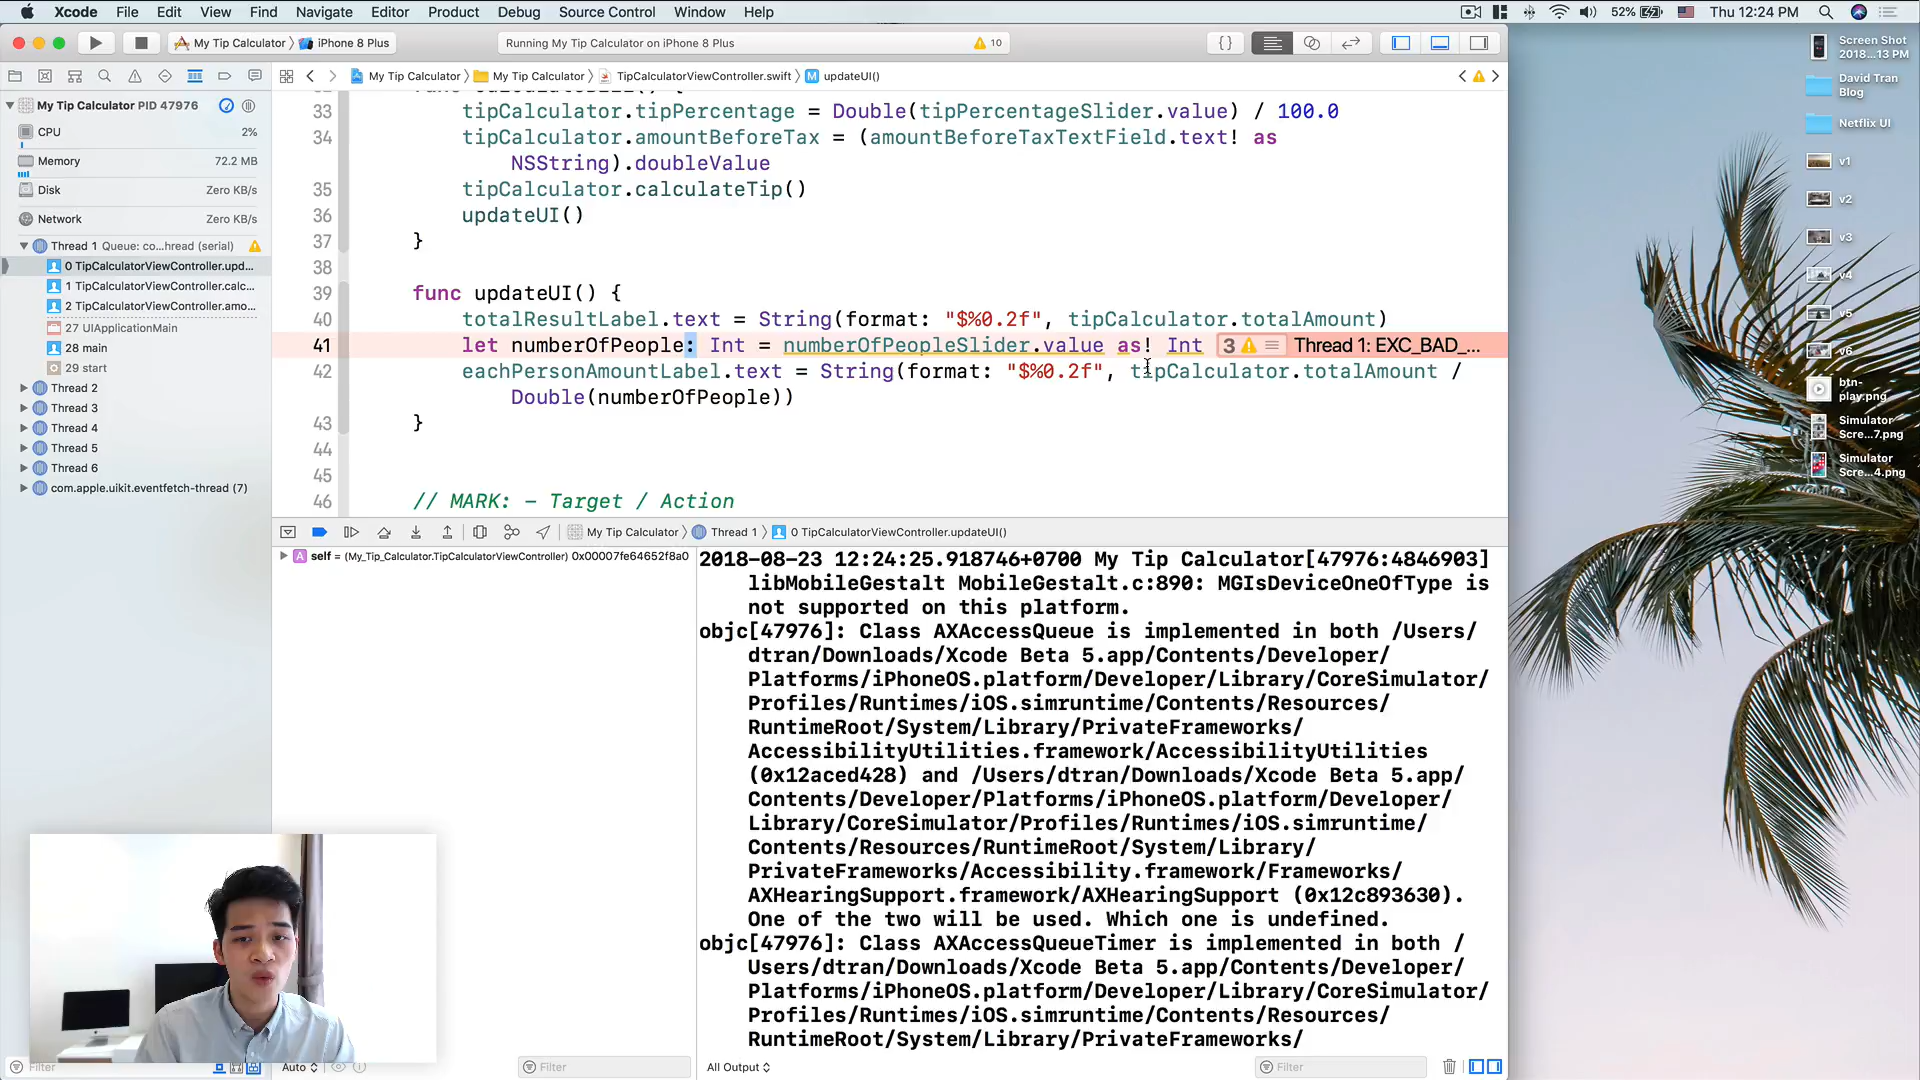 Xcode File Edit View Find Navigate Editor Product Debug Source Control Window Help 52% Thu 12:24 PM
My Tip Calculator iPhone 8 Plus Running My Tip Calculator on iPhone 8 Plus 10
My Tip Calculator My Tip Calculator TipCalculatorViewController.swift M updateUI()
My Tip Calculator PID 47976
CPU 2%
Memory 72.2 MB
Disk Zero KB/s
Network Zero KB/s
Thread 1 Queue: co...hread (serial)
0 TipCalculatorViewController.upd...
1 TipCalculatorViewController.calc...
2 TipCalculatorViewController.amo...
27 UIApplicationMain
28 main
29 start
Thread 2
Thread 3
Thread 4
Thread 5
Thread 6
com.apple.uikit.eventfetch-thread (7)
Filter
33 tipCalculator.tipPercentage = Double(tipPercentageSlider.value) / 100.0
34 tipCalculator.amountBeforeTax = (amountBeforeTaxTextField.text! as
NSString).doubleValue
35 tipCalculator.calculateTip()
36 updateUI()
37 }
38
39 func updateUI() {
40 totalResultLabel.text = String(format: "$%0.2f", tipCalculator.totalAmount)
41 let numberOfPeople: Int = numberOfPeopleSlider.value as! Int 3 Thread 1: EXC_BAD_...
42 eachPersonAmountLabel.text = String(format: "$%0.2f", tipCalculator.totalAmount /
Double(numberOfPeople))
43 }
44
45
46 // MARK: - Target / Action
My Tip Calculator Thread 1 0 TipCalculatorViewController.updateUI()
A self = (My_Tip_Calculator.TipCalculatorViewController) 0x00007fe64652f8a0
Auto Filter
2018-08-23 12:24:25.918746+0700 My Tip Calculator[47976:4846903]
libMobileGestalt MobileGestalt.c:890: MGIsDeviceOneOfType is
not supported on this platform.
objc[47976]: Class AXAccessQueue is implemented in both /Users/
dtran/Downloads/Xcode Beta 5.app/Contents/Developer/
Platforms/iPhoneOS.platform/Developer/Library/CoreSimulator/
Profiles/Runtimes/iOS.simruntime/Contents/Resources/
RuntimeRoot/System/Library/PrivateFrameworks/
AccessibilityUtilities.framework/AccessibilityUtilities
(0x12aced428) and /Users/dtran/Downloads/Xcode Beta 5.app/
Contents/Developer/Platforms/iPhoneOS.platform/Developer/
Library/CoreSimulator/Profiles/Runtimes/iOS.simruntime/
Contents/Resources/RuntimeRoot/System/Library/
PrivateFrameworks/Accessibility.framework/Frameworks/
AXHearingSupport.framework/AXHearingSupport (0x12c893630).
One of the two will be used. Which one is undefined.
objc[47976]: Class AXAccessQueueTimer is implemented in both /
Users/dtran/Downloads/Xcode Beta 5.app/Contents/Developer/
Platforms/iPhoneOS.platform/Developer/Library/CoreSimulator/
Profiles/Runtimes/iOS.simruntime/Contents/Resources/
RuntimeRoot/System/Library/PrivateFrameworks/
All Output Filter
Screen Shot
2018...13 PM
David Tran
Blog
Netflix UI
v1
v2
v3
v4
v5
v6
btn-
play.png
Simulator
Scre...7.png
Simulator
Scre...4.png